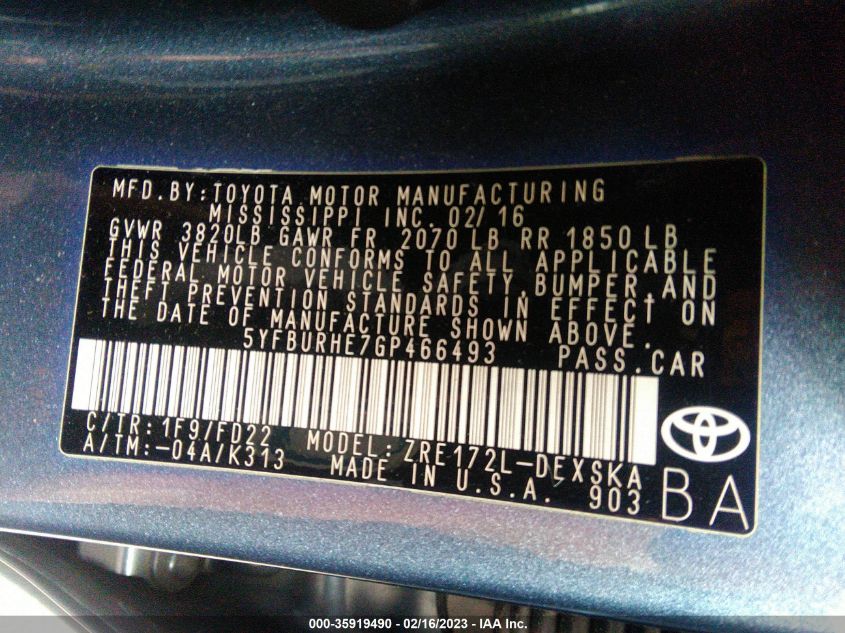 MFD.BY:TOYOTA MOTOR MANUFACTURING
MISSISSIPPI INC. 02/16
GVWR 3820LB GAWR FR 2070 LB RR 1850 LB
THIS VEHICLE CONFORMS TO ALL APPLICABLE
FEDERAL MOTOR VEHICLE SAFETY,BUMPER,AND
THEFT PREVENTION STANDARDS IN EFFECT ON
THE DATE OF MANUFACTURE SHOWN ABOVE.
5YFBURHE7GP466493 PASS.CAR
C/TR:1F9/FD22 MODEL:ZRE172L-DEXSKA
A/TM:-04A/K313 MADE IN U.S.A. 903
BA
000-35919490 - 02/16/2023 - IAA Inc.